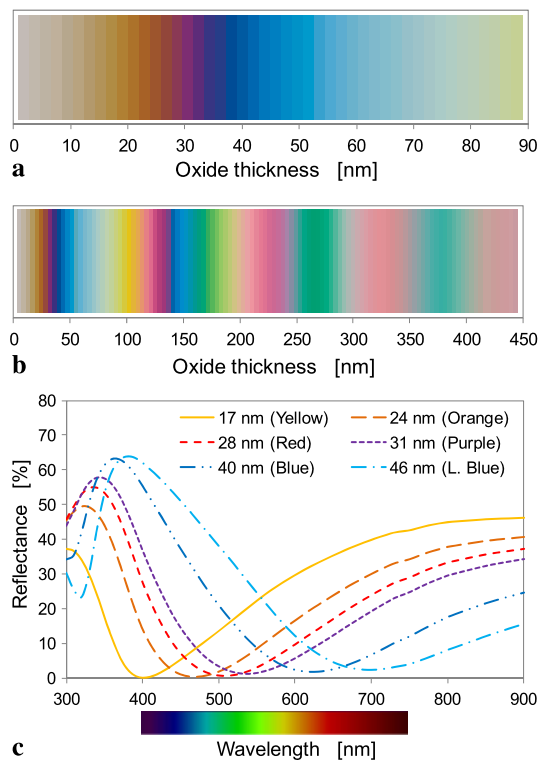 0 10 20 30 40 50 60 70 80 90
a Oxide thickness [nm]
0 50 100 150 200 250 300 350 400 450
b Oxide thickness [nm]
80
70
60
50
40
30
20
10
0
Reflectance [%]
17 nm (Yellow) 24 nm (Orange)
28 nm (Red) 31 nm (Purple)
40 nm (Blue) 46 nm (L. Blue)
300 400 500 600 700 800 900
c Wavelength [nm]